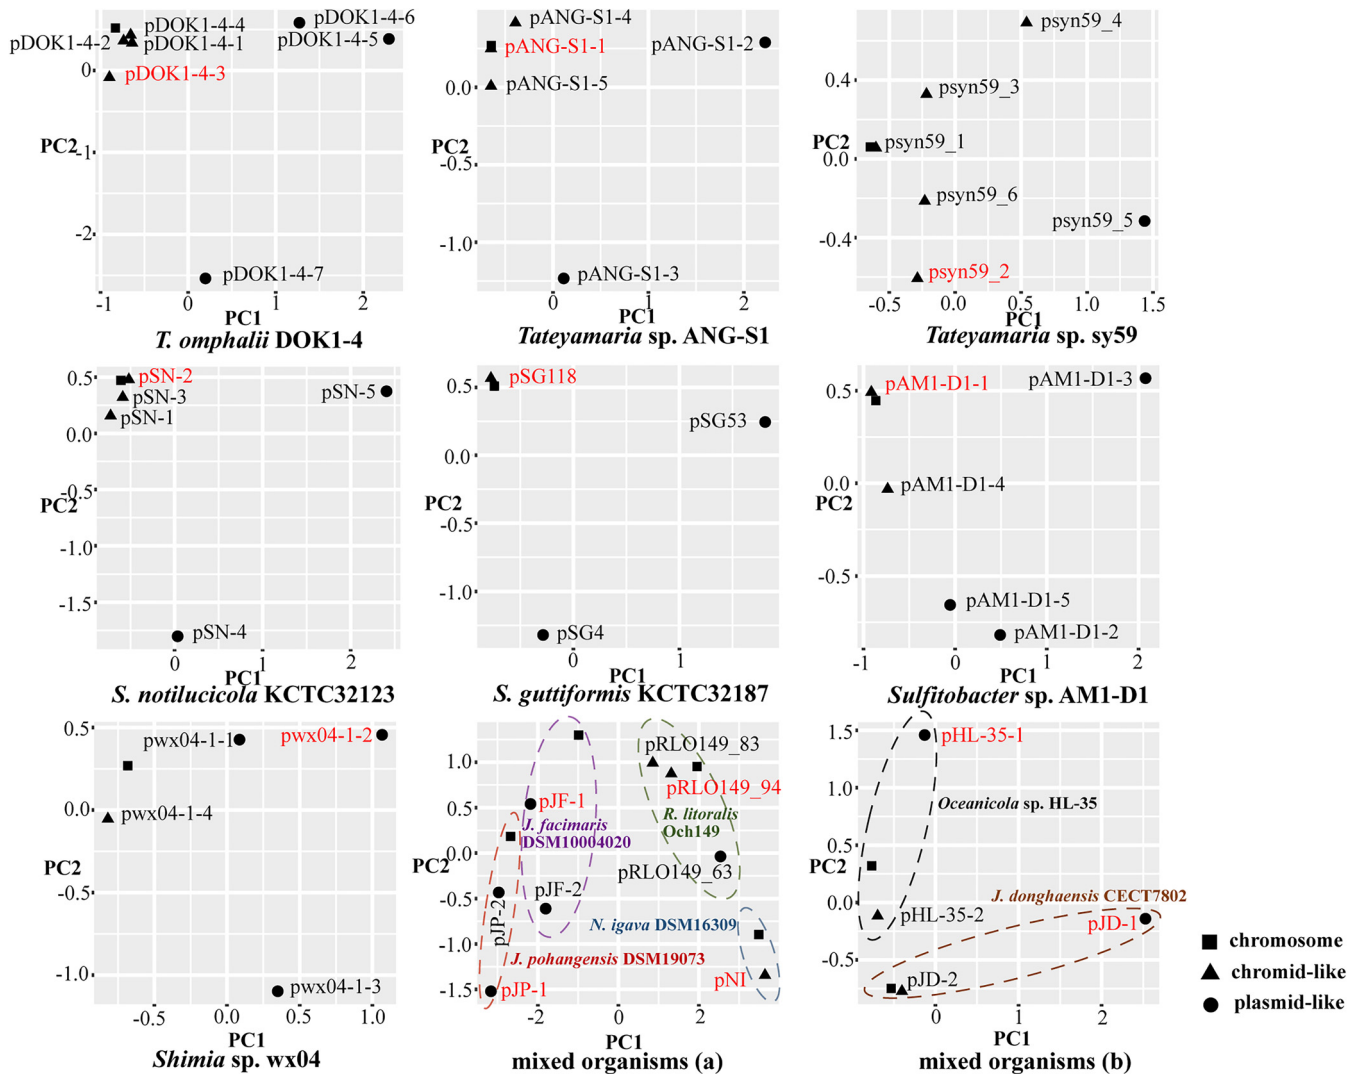 pDOK1-4-6
pDOK1-4-4
pDOK1-4-2
pDOK1-4-1
pDOK1-4-5
pDOK1-4-3
pDOK1-4-7
0
-1
-2
PC2
-1 0 1 2
PC1
T. omphalii DOK1-4
pANG-S1-4
pANG-S1-1
pANG-S1-2
pANG-S1-5
pANG-S1-3
0.0
-0.5
-1.0
PC2
0 1 2
PC1
Tateyamaria sp. ANG-S1
psyn59_4
psyn59_3
psyn59_1
psyn59_6
psyn59_5
psyn59_2
0.4
0.0
-0.4
PC2
-0.5 0.0 0.5 1.0 1.5
PC1
Tateyamaria sp. sy59
pSN-2
pSN-3
pSN-1
pSN-5
pSN-4
0.5
0.0
-0.5
-1.0
-1.5
PC2
0 1 2
PC1
S. notilucicola KCTC32123
pSG118
pSG53
pSG4
0.5
0.0
-0.5
-1.0
PC2
0 1
PC1
S. guttiformis KCTC32187
pAM1-D1-1
pAM1-D1-3
pAM1-D1-4
pAM1-D1-5
pAM1-D1-2
0.5
0.0
-0.5
PC2
-1 0 1 2
PC1
Sulfitobacter sp. AM1-D1
pwx04-1-1
pwx04-1-2
pwx04-1-4
pwx04-1-3
0.5
0.0
-0.5
-1.0
PC2
-0.5 0.0 0.5 1.0
PC1
Shimia sp. wx04
pRLO149_83
pRLO149_94
R. litoralis
Och149
pRLO149_63
pJF-1
J. facimaris
DSM10004020
pJF-2
pJP-2
N. igava DSM16309
J. pohangensis DSM19073
pNI
pJP-1
1.0
0.5
0.0
-0.5
-1.0
-1.5
PC2
-2 0 2
PC1
mixed organisms (a)
pHL-35-1
Oceanicola sp. HL-35
pHL-35-2
J. donghaensis CECT7802
pJD-1
pJD-2
1.5
1.0
0.5
0.0
-0.5
PC2
0 1 2
PC1
mixed organisms (b)
chromosome
chromid-like
plasmid-like